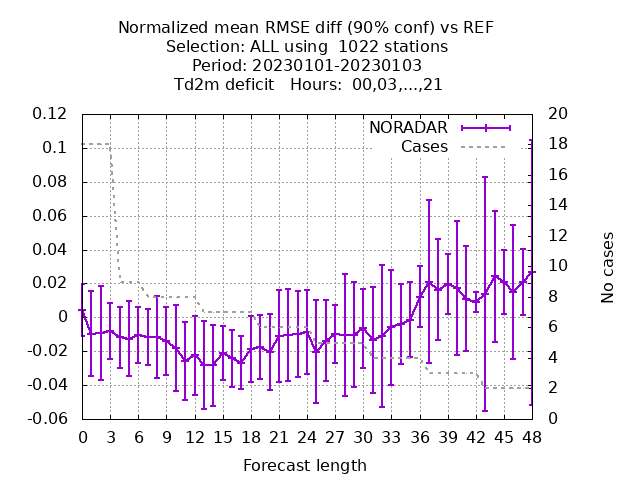 Normalized mean RMSE diff (90% conf) vs REF
Selection: ALL using  1022 stations
Period: 20230101-20230103
Td2m deficit   Hours:  00,03,...,21
NORADAR
Cases
0.12
0.1
0.08
0.06
0.04
0.02
0
-0.02
-0.04
-0.06
20
18
16
14
12
10
8
6
4
2
0
No cases
0 3 6 9 12 15 18 21 24 27 30 33 36 39 42 45 48
Forecast length